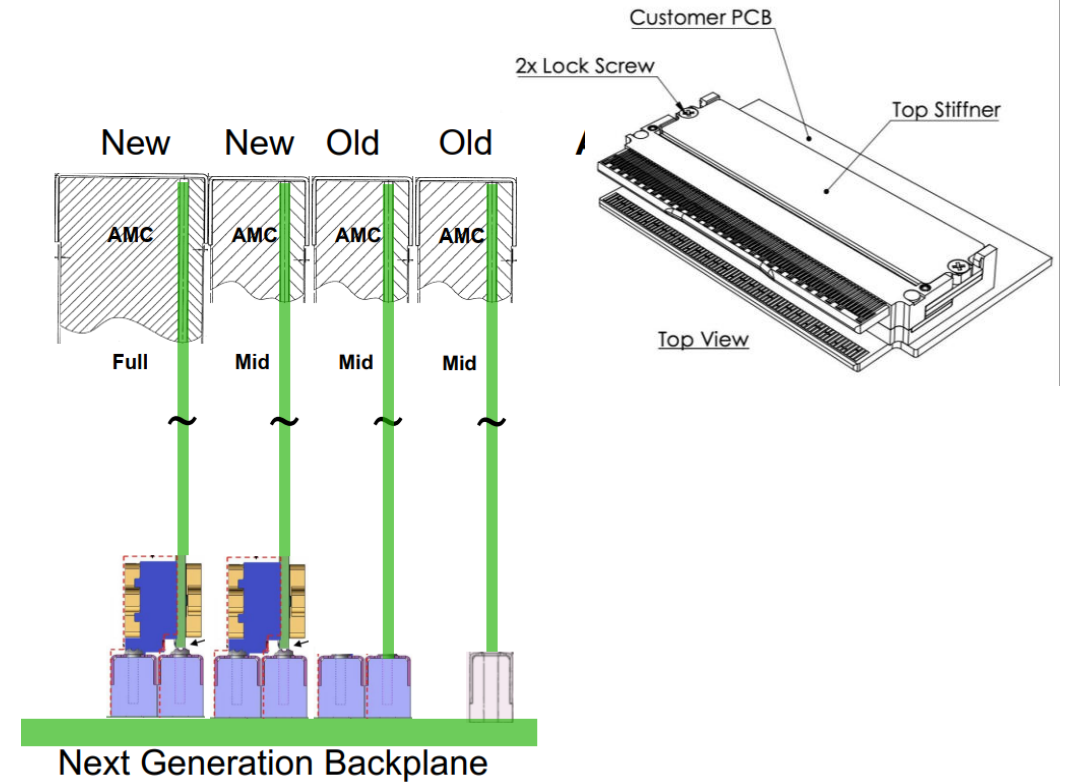 Customer PCB
2x Lock Screw
Top Stiffner
New New Old Old
AMC AMC AMC AMC
Top View
Full Mid Mid Mid
Next Generation Backplane